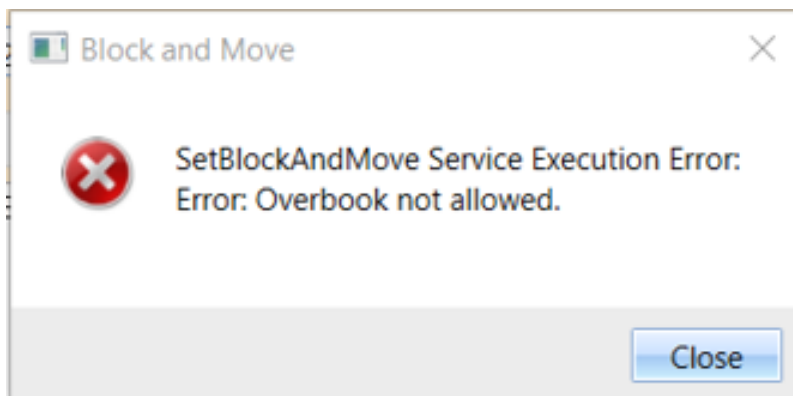 Block and Move
SetBlockAndMove Service Execution Error:
Error: Overbook not allowed.
Close